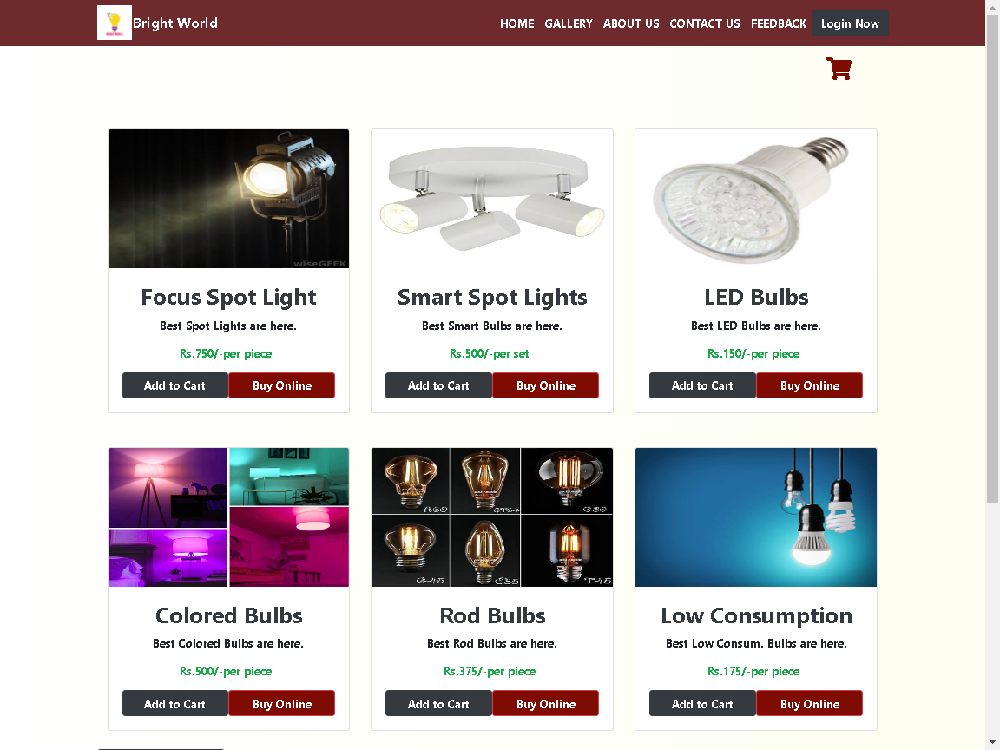 Bright World
HOME GALLERY ABOUT US CONTACT US FEEDBACK Login Now
wiseGEEK
Focus Spot Light
Best Spot Lights are here.
Rs.750/-per piece
Add to Cart Buy Online
Smart Spot Lights
Best Smart Bulbs are here.
Rs.500/-per set
Add to Cart Buy Online
LED Bulbs
Best LED Bulbs are here.
Rs.150/-per piece
Add to Cart Buy Online
Colored Bulbs
Best Colored Bulbs are here.
Rs.500/-per piece
Add to Cart Buy Online
Rod Bulbs
Best Rod Bulbs are here.
Rs.375/-per piece
Add to Cart Buy Online
Low Consumption
Best Low Consum. Bulbs are here.
Rs.175/-per piece
Add to Cart Buy Online